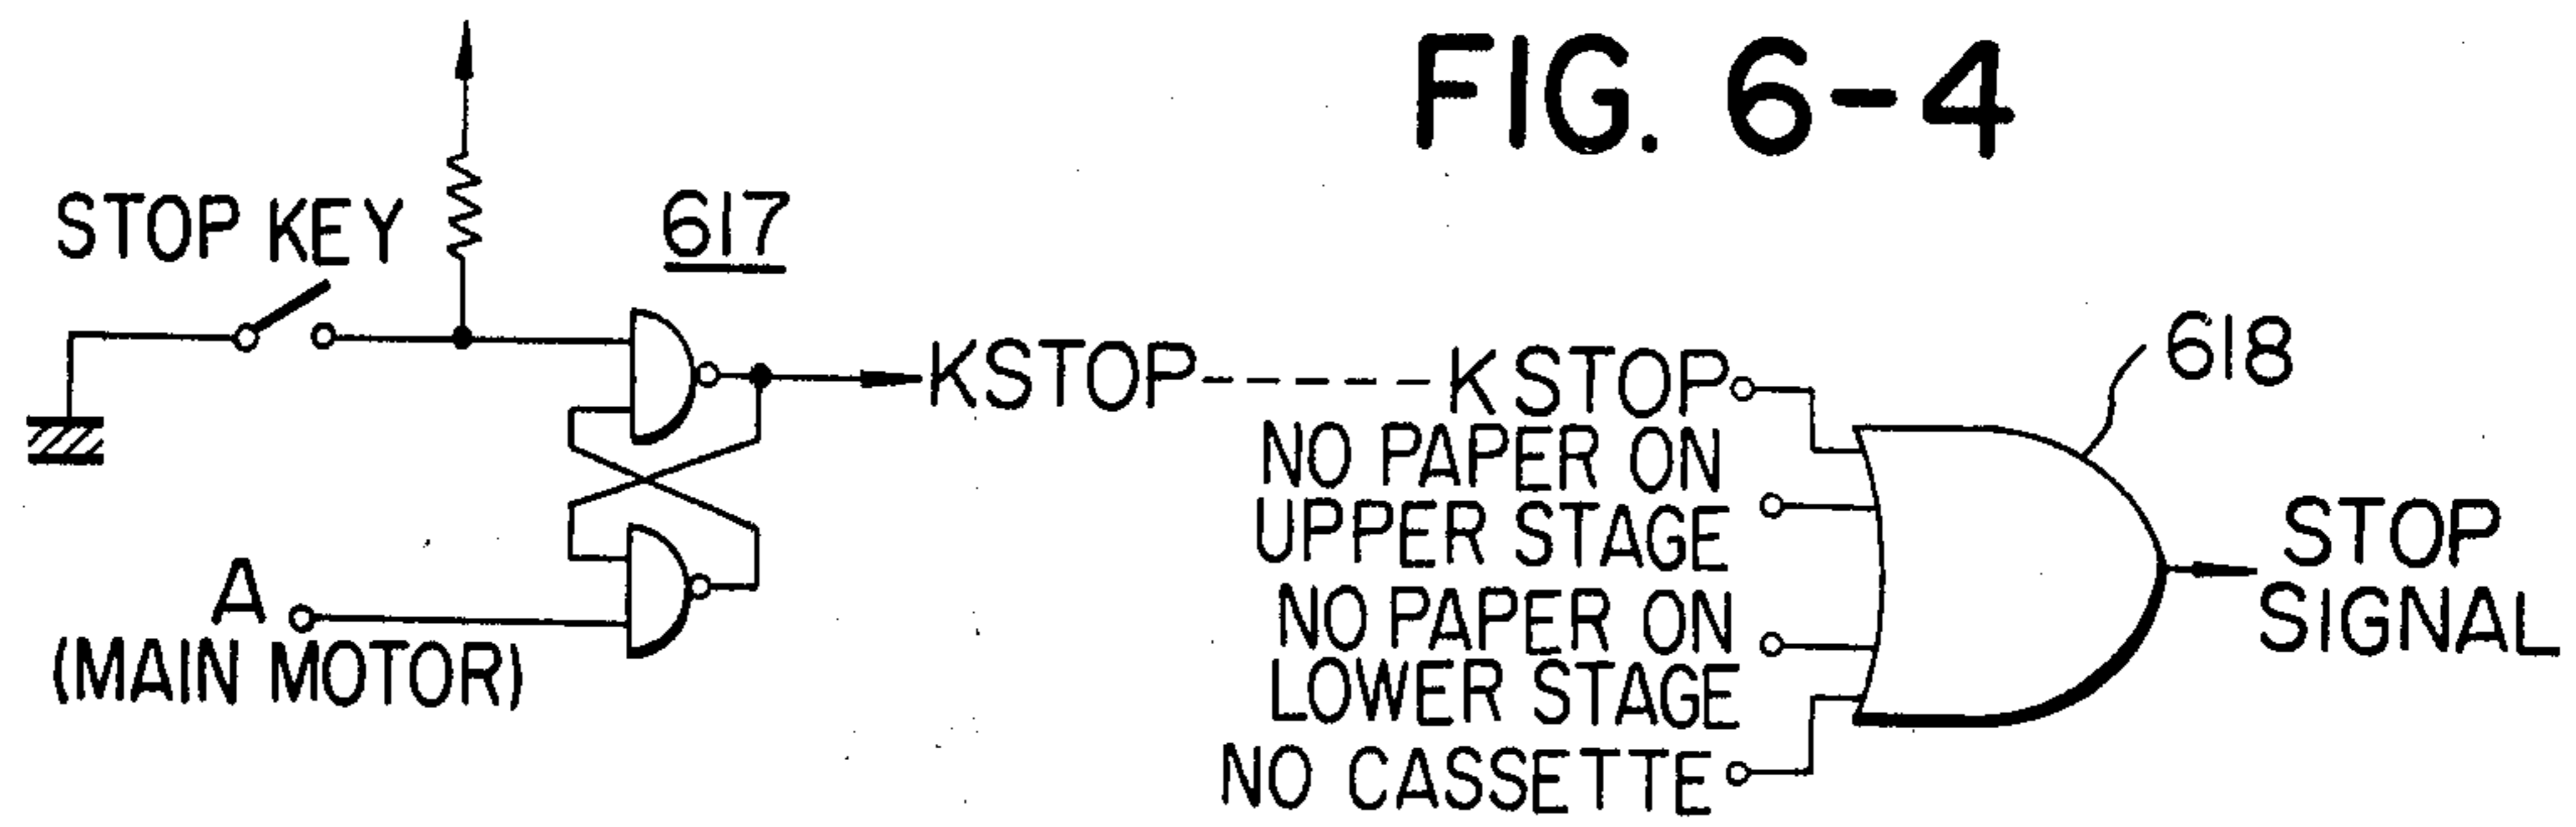 FIG. 6-4
STOP KEY
617
KSTOP
A
(MAIN MOTOR)
KSTOP
NO PAPER ON
UPPER STAGE
NO PAPER ON
LOWER STAGE
NO CASSETTE
618
STOP
SIGNAL